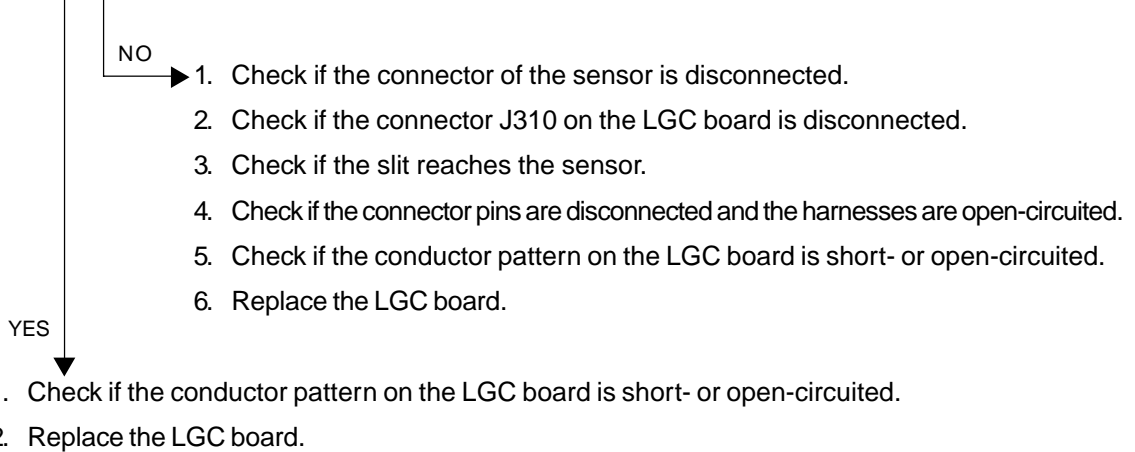 NO
1. Check if the connector of the sensor is disconnected.
2. Check if the connector J310 on the LGC board is disconnected.
3. Check if the slit reaches the sensor.
4. Check if the connector pins are disconnected and the harnesses are open-circuited.
5. Check if the conductor pattern on the LGC board is short- or open-circuited.
6. Replace the LGC board.
YES
. Check if the conductor pattern on the LGC board is short- or open-circuited.
2. Replace the LGC board.